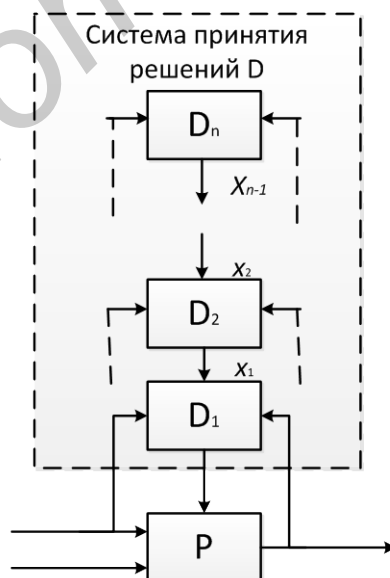 Система принятия
решений D
Dn
Xn-1
x2
D2
x1
D1
P